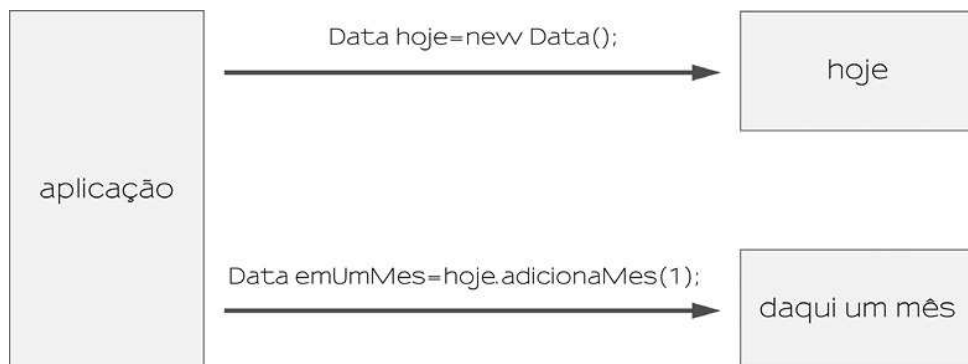 Data hoje=new Data();
hoje
aplicação
Data emUmMes=hoje.adicionaMes(1);
daqui um mês